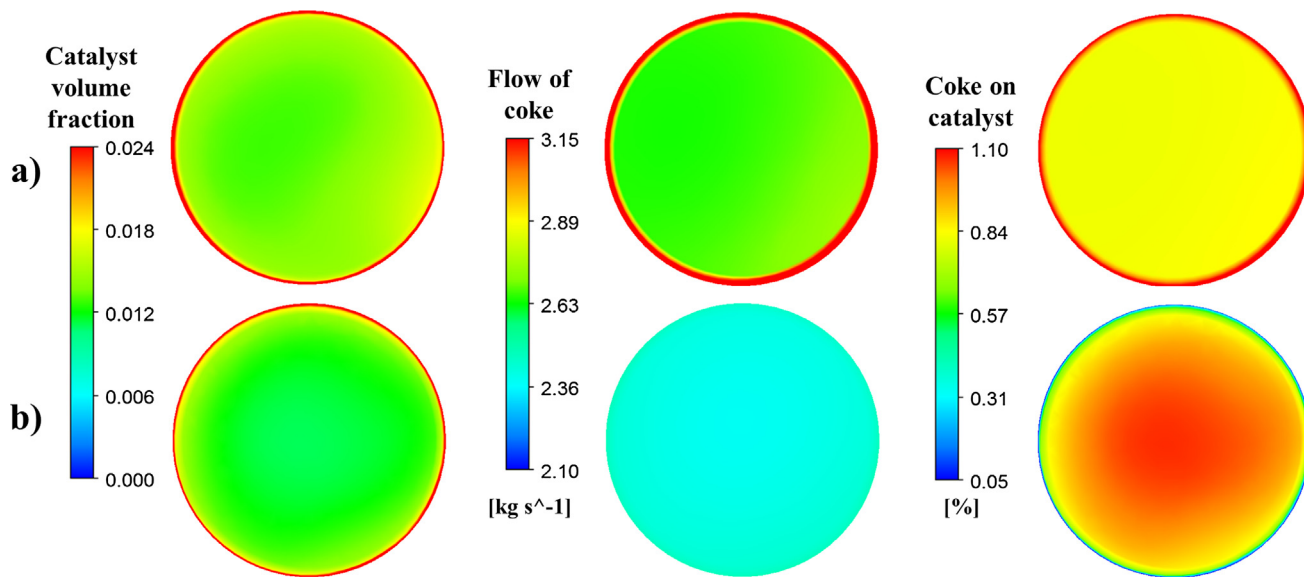 a)
Catalyst
volume
fraction
0.024
0.018
0.012
0.006
0.000
Flow of
coke
3.15
2.89
2.63
2.36
2.10
[kg s^-1]
Coke on
catalyst
1.10
0.84
0.57
0.31
0.05
[%]
b)